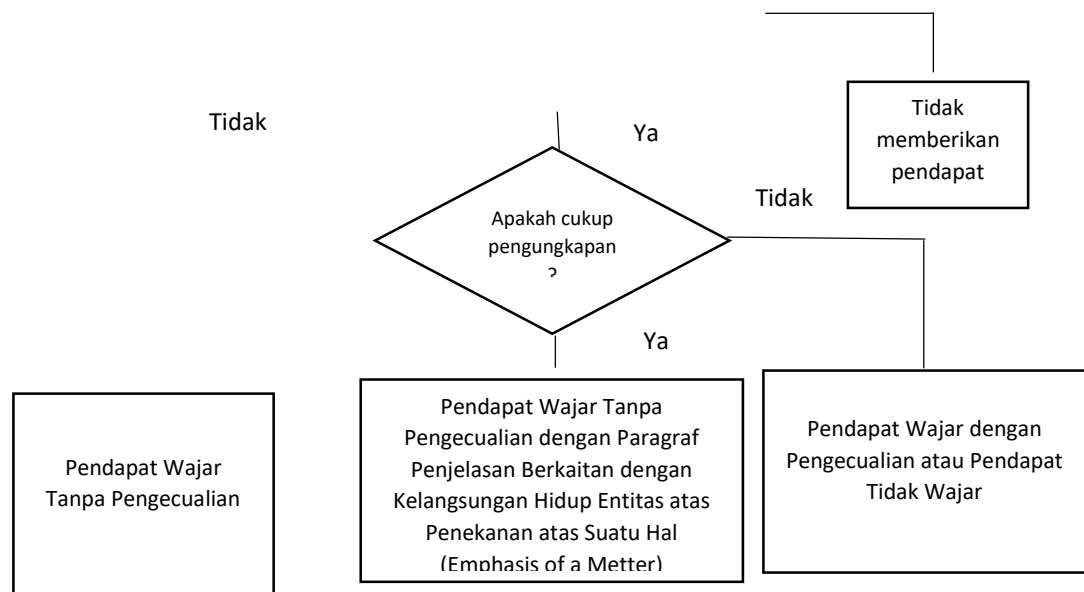 Tidak
memberikan
pendapat
Tidak
Ya
Tidak
Apakah cukup
pengungkapan
?
Ya
Pendapat Wajar
Tanpa Pengecualian
Pendapat Wajar Tanpa
Pengecualian dengan Paragraf
Penjelasan Berkaitan dengan
Kelangsungan Hidup Entitas atas
Penekanan atas Suatu Hal
(Emphasis of a Metter)
Pendapat Wajar dengan
Pengecualian atau Pendapat
Tidak Wajar